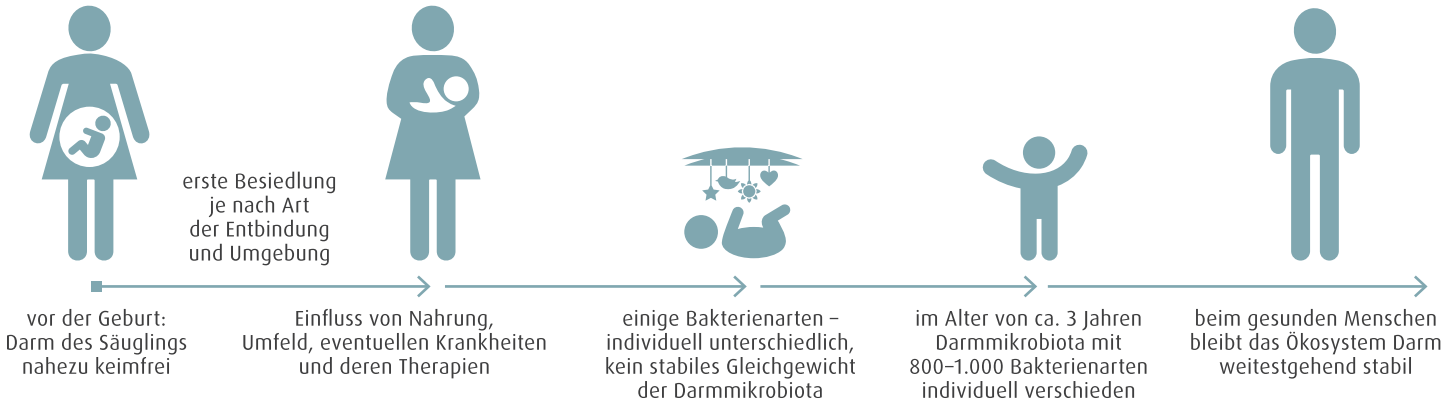 erste Besiedlung
je nach Art
der Entbindung
und Umgebung
vor der Geburt:
Darm des Säuglings
nahezu keimfrei
Einfluss von Nahrung,
Umfeld, eventuellen Krankheiten
und deren Therapien
einige Bakterienarten –
individuell unterschiedlich,
kein stabiles Gleichgewicht
der Darmmikrobiota
im Alter von ca. 3 Jahren
Darmmikrobiota mit
800–1.000 Bakterienarten
individuell verschieden
beim gesunden Menschen
bleibt das Ökosystem Darm
weitestgehend stabil